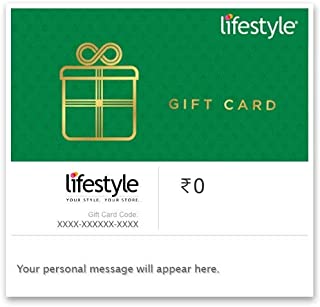 lifestyle
GIFT CARD
lifestyle
YOUR STYLE. YOUR STORE.
₹0
Gift Card Code:
XXXX-XXXXXX-XXXX
Your personal message will appear here.